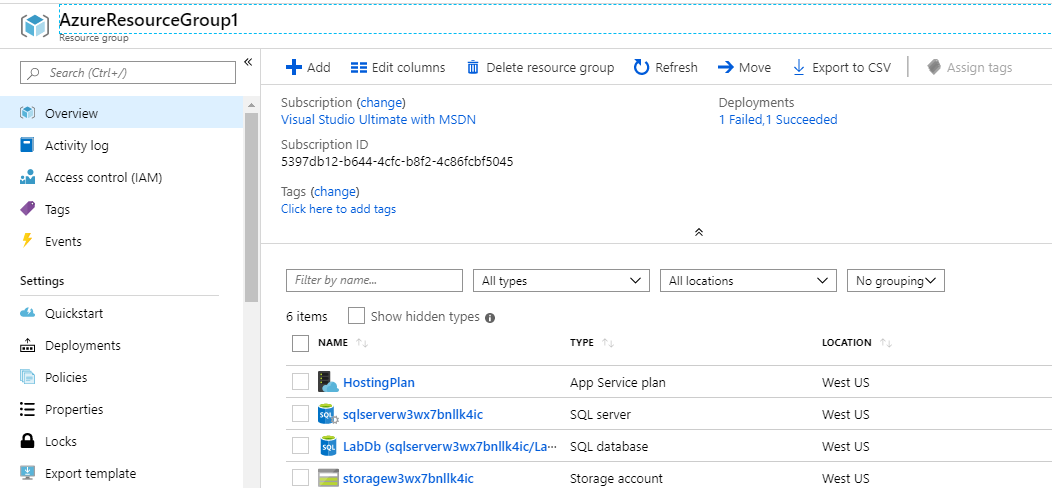 AzureResourceGroup1
Resource group
Search (Ctrl+/)
«
Overview
Activity log
Access control (IAM)
Tags
Events
Settings
Quickstart
Deployments
Policies
Properties
Locks
Export template
Add Edit columns Delete resource group Refresh Move Export to CSV Assign tags
Subscription (change)
Visual Studio Ultimate with MSDN
Deployments
1 Failed,1 Succeeded
Subscription ID
5397db12-b644-4cfc-b8f2-4c86fcbf5045
Tags (change)
Click here to add tags
Filter by name... All types All locations No grouping
6 items Show hidden types
NAME TYPE LOCATION
HostingPlan App Service plan West US
SQL sqlserverw3wx7bnllk4ic SQL server West US
SQL LabDb (sqlserverw3wx7bnllk4ic/La··· SQL database West US
storagew3wx7bnllk4ic Storage account West US